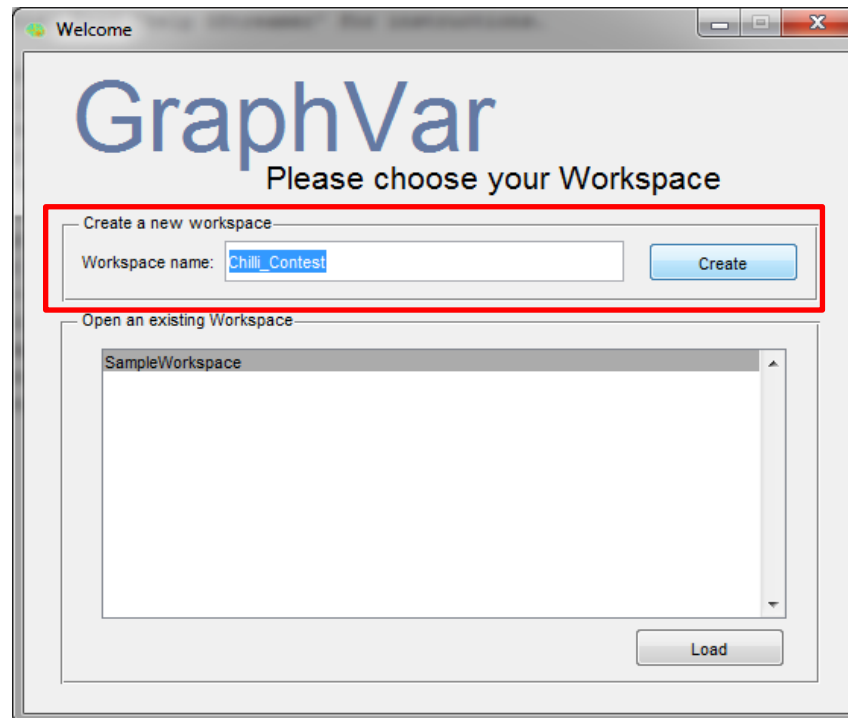 Welcome
GraphVar
Please choose your Workspace
Create a new workspace
Workspace name: Chilli_Contest Create
Open an existing Workspace
SampleWorkspace
Load